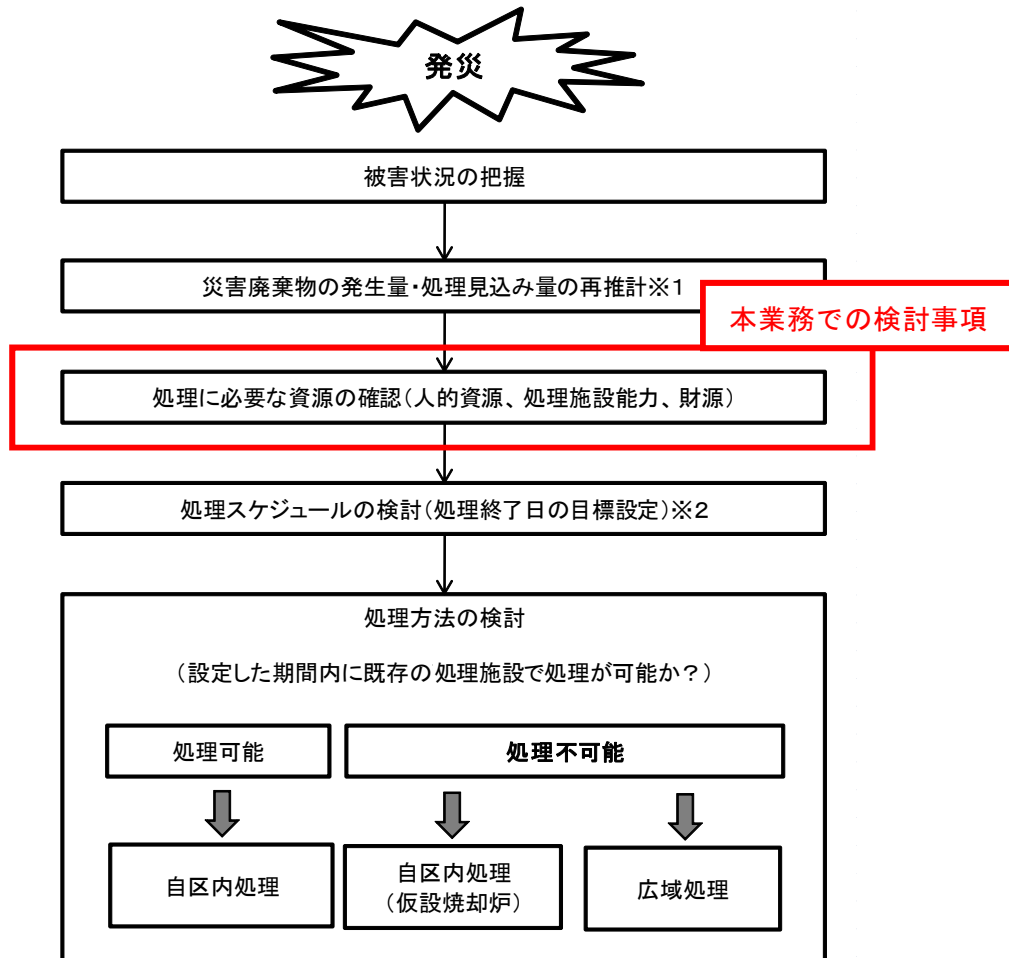 発災
被害状況の把握
災害廃棄物の発生量・処理見込み量の再推計※1
本業務での検討事項
処理に必要な資源の確認(人的資源、処理施設能力、財源)
処理スケジュールの検討(処理終了日の目標設定)※2
処理方法の検討
(設定した期間内に既存の処理施設で処理が可能か?)
処理可能
処理不可能
自区内処理
自区内処理
(仮設焼却炉)
広域処理